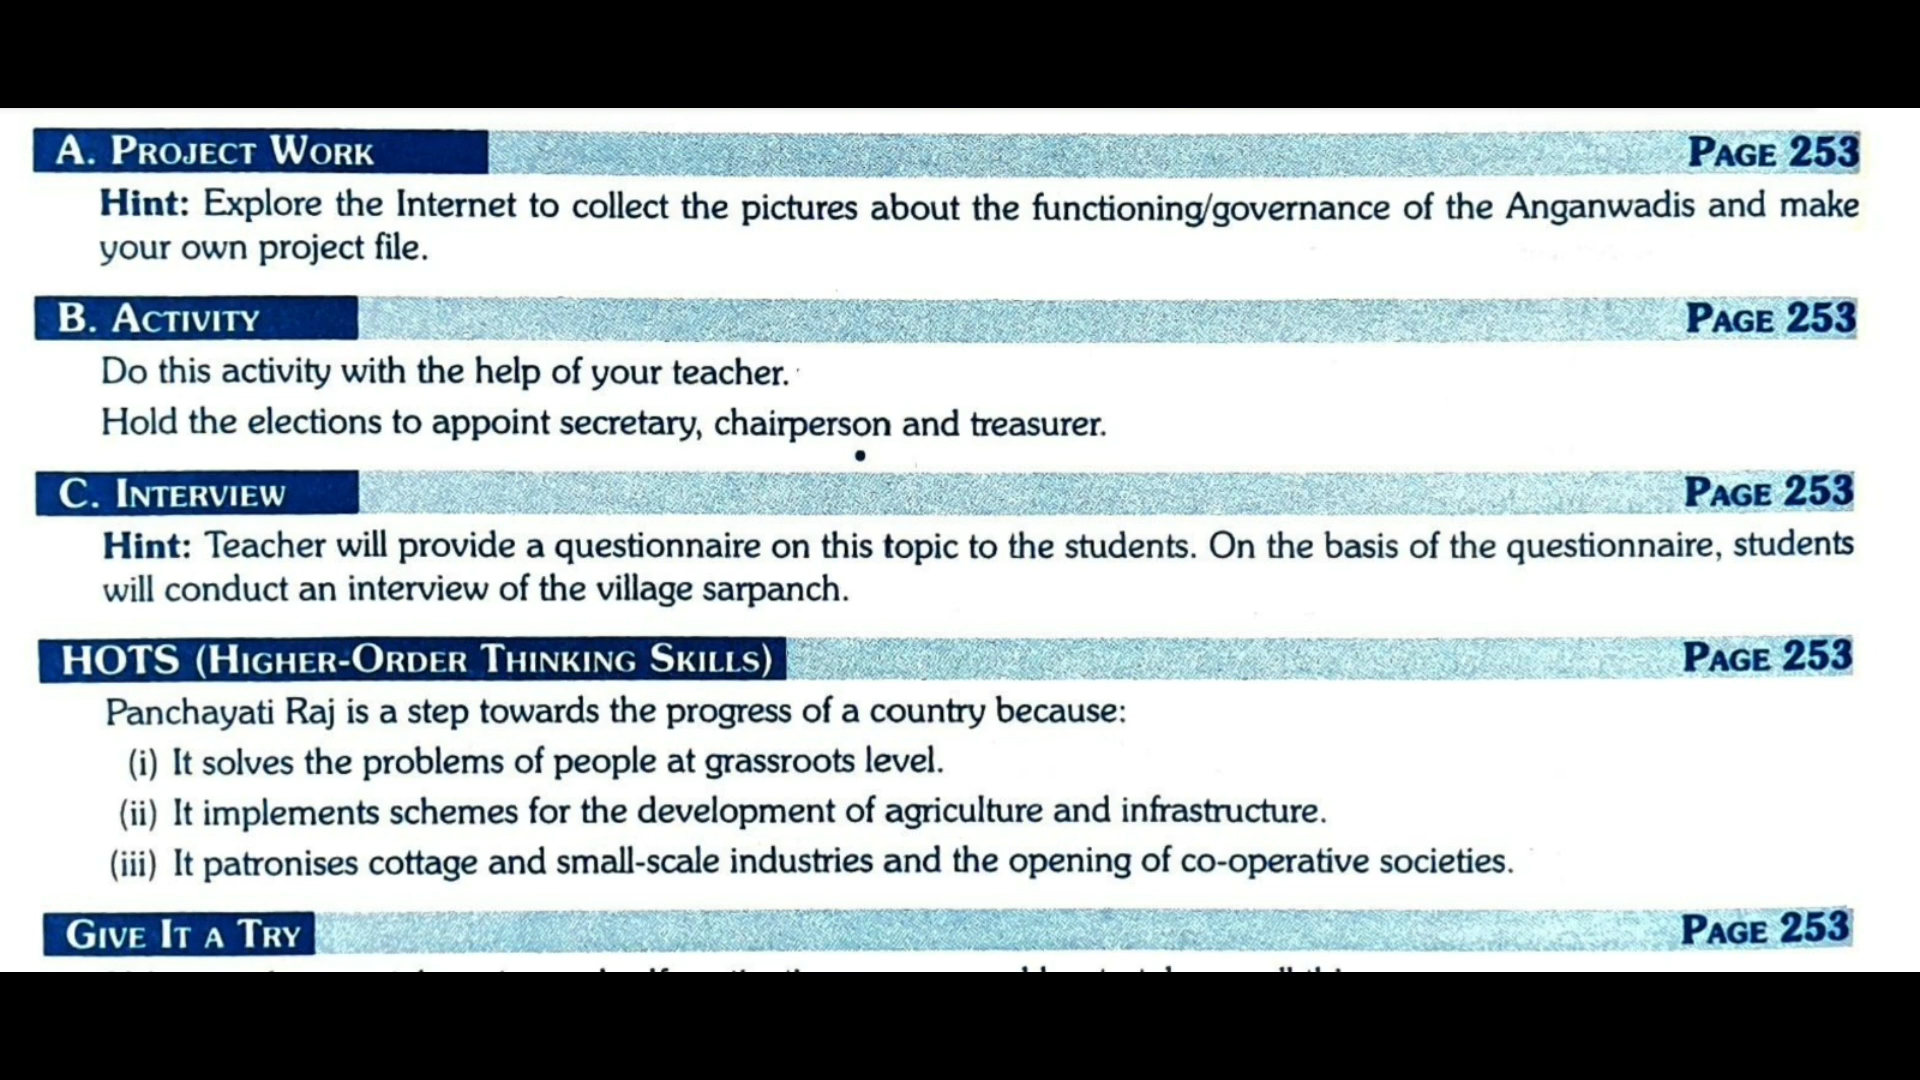 A. PROJECT WORK PAGE 253
Hint: Explore the Internet to collect the pictures about the functioning/governance of the Anganwadis and make
your own project file.
B. ACTIVITY PAGE 253
Do this activity with the help of your teacher.
Hold the elections to appoint secretary, chairperson and treasurer.
C. INTERVIEW PAGE 253
Hint: Teacher will provide a questionnaire on this topic to the students. On the basis of the questionnaire, students
will conduct an interview of the village sarpanch.
HOTS (HIGHER-ORDER THINKING SKILLS) PAGE 253
Panchayati Raj is a step towards the progress of a country because:
(i) It solves the problems of people at grassroots level.
(ii) It implements schemes for the development of agriculture and infrastructure.
(iii) It patronises cottage and small-scale industries and the opening of co-operative societies.
GIVE IT A TRY PAGE 253